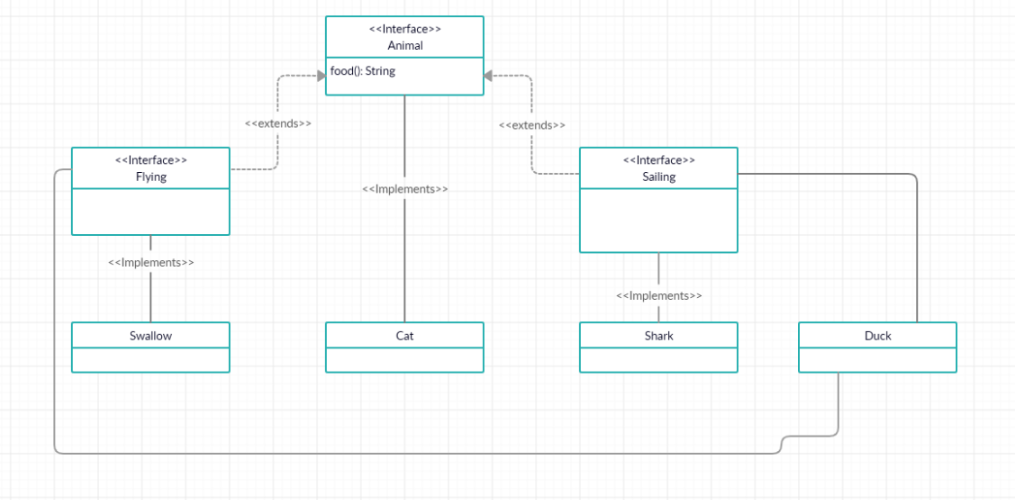 <<Interface>>
Animal
food(): String
<<extends>>
<<extends>>
<<Interface>>
Flying
<<Interface>>
Sailing
<<Implements>>
<<Implements>>
<<Implements>>
Swallow
Cat
Shark
Duck